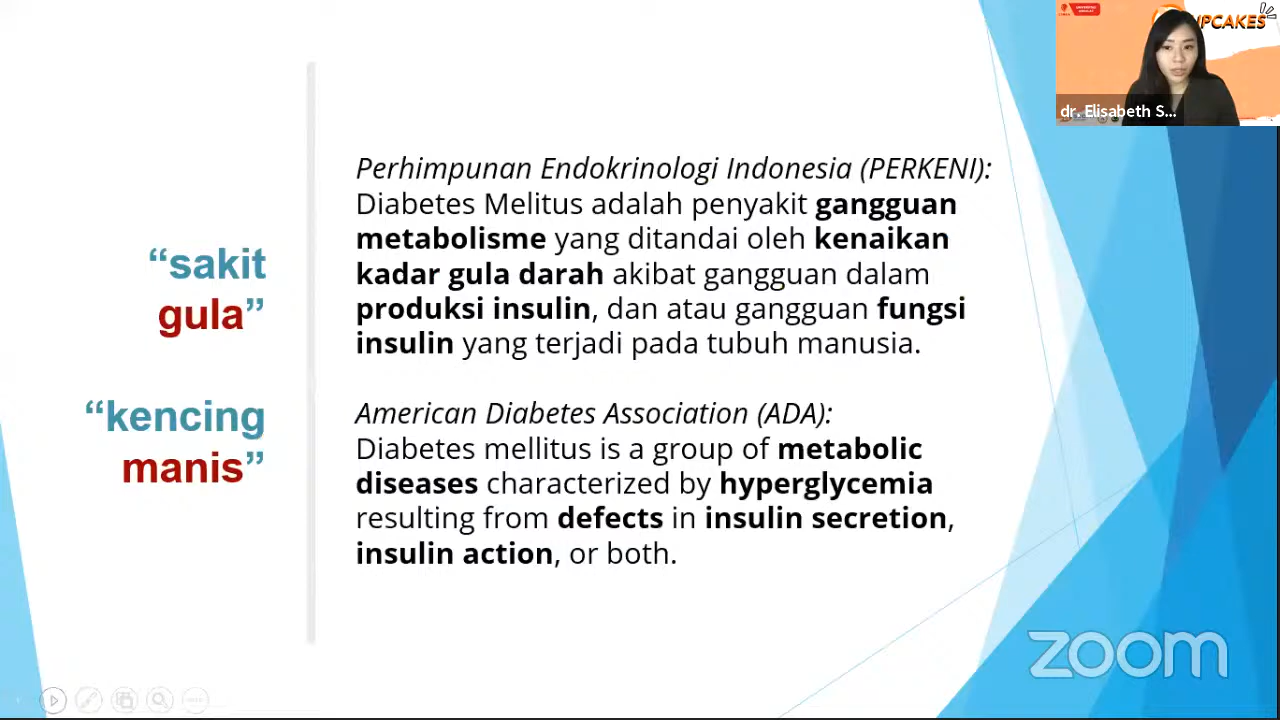 “sakit
gula”
“kencing
manis”
Perhimpunan Endokrinologi Indonesia (PERKENI):
Diabetes Melitus adalah penyakit gangguan
metabolisme yang ditandai oleh kenaikan
kadar gula darah akibat gangguan dalam
produksi insulin, dan atau gangguan fungsi
insulin yang terjadi pada tubuh manusia.
American Diabetes Association (ADA):
Diabetes mellitus is a group of metabolic
diseases characterized by hyperglycemia
resulting from defects in insulin secretion,
insulin action, or both.
dr. Elisabeth S...
zoom